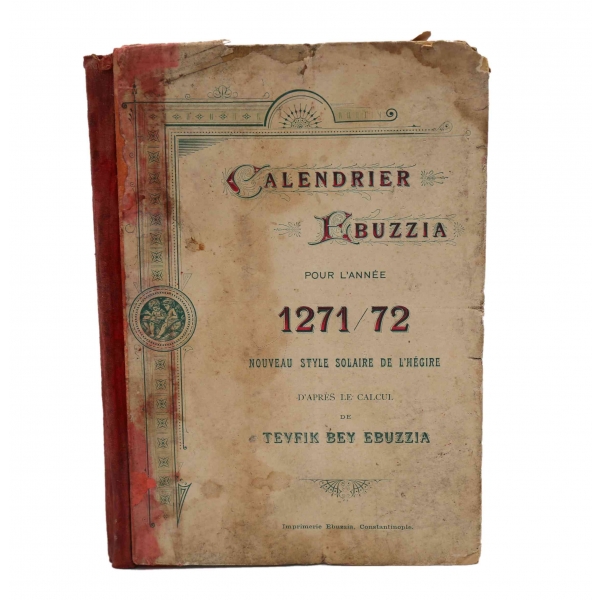 CALENDRIER
EBUZZIA
POUR L'ANNÉE
1271/72
NOUVEAU STYLE SOLAIRE DE L'HÉGIRE
D'APRÈS LE CALCUL
DE
TEVFIK BEY EBUZZIA
Imprimerie Ebuzzia, Constantinople.